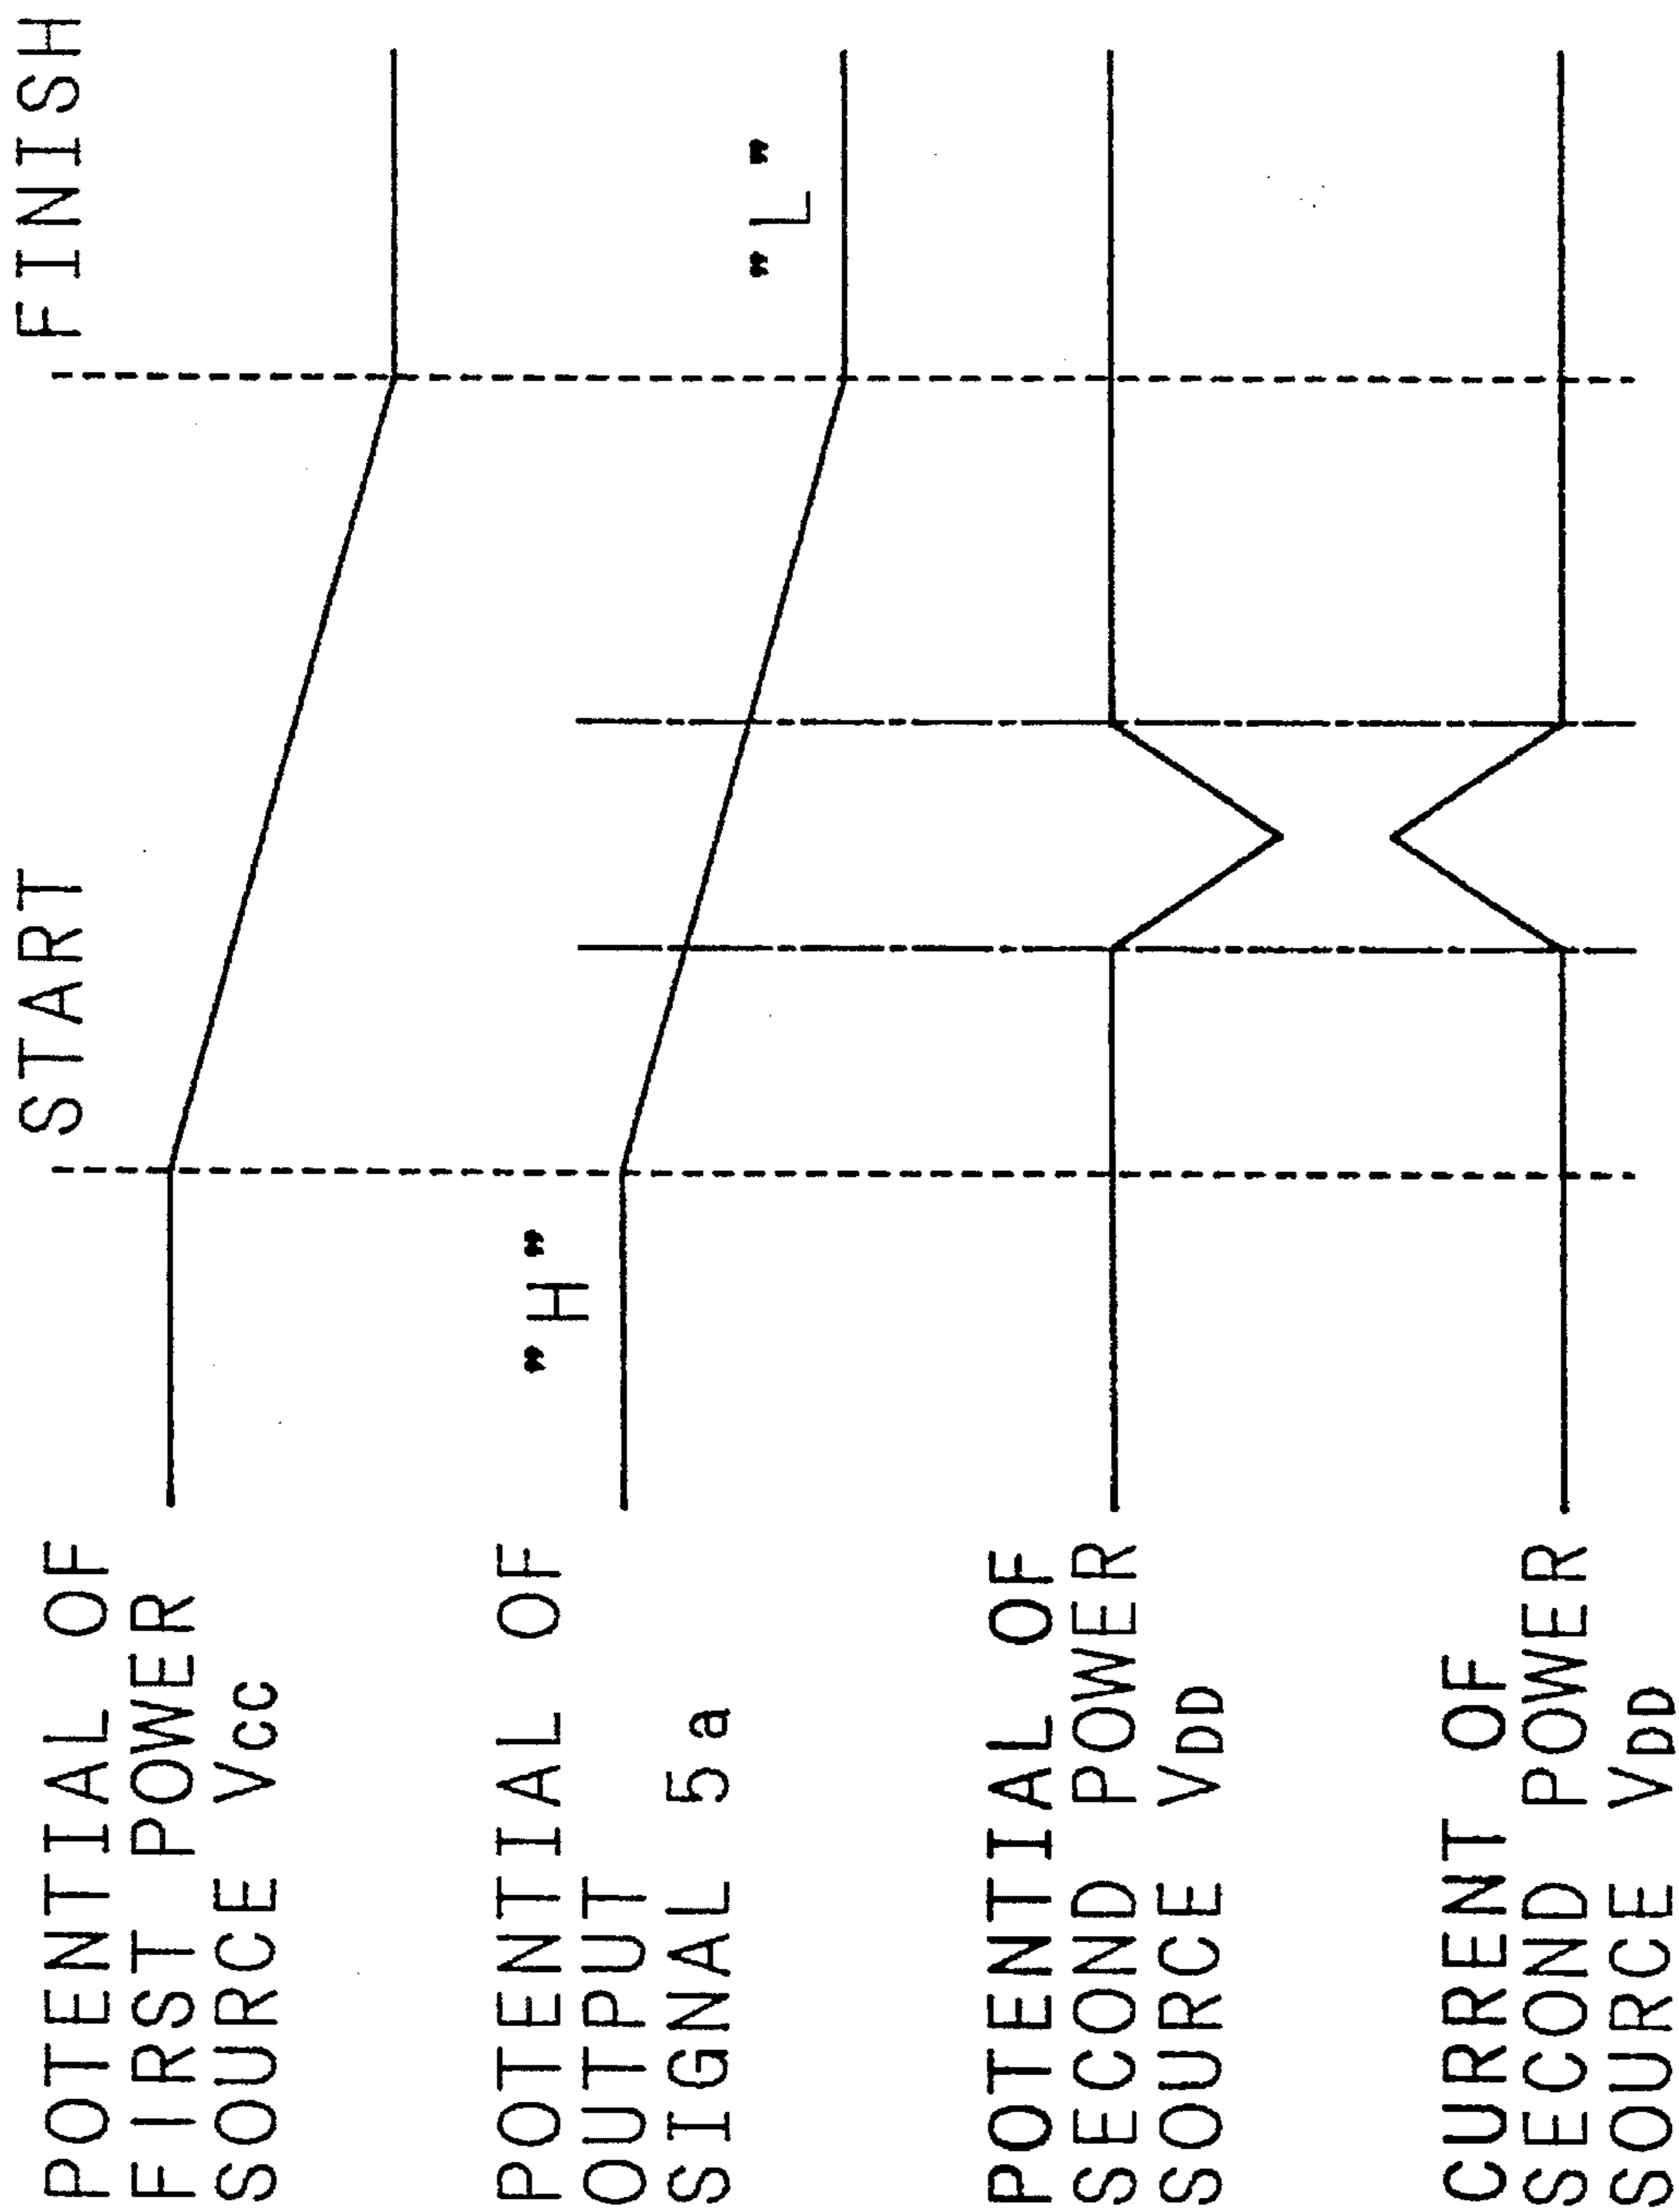 START
FINISH
POTENTIAL OF
FIRST POWER
SOURCE VCC
"H"
"L"
POTENTIAL OF
OUTPUT
SIGNAL 5a
POTENTIAL OF
SECOND POWER
SOURCE VDD
CURRENT OF
SECOND POWER
SOURCE VDD